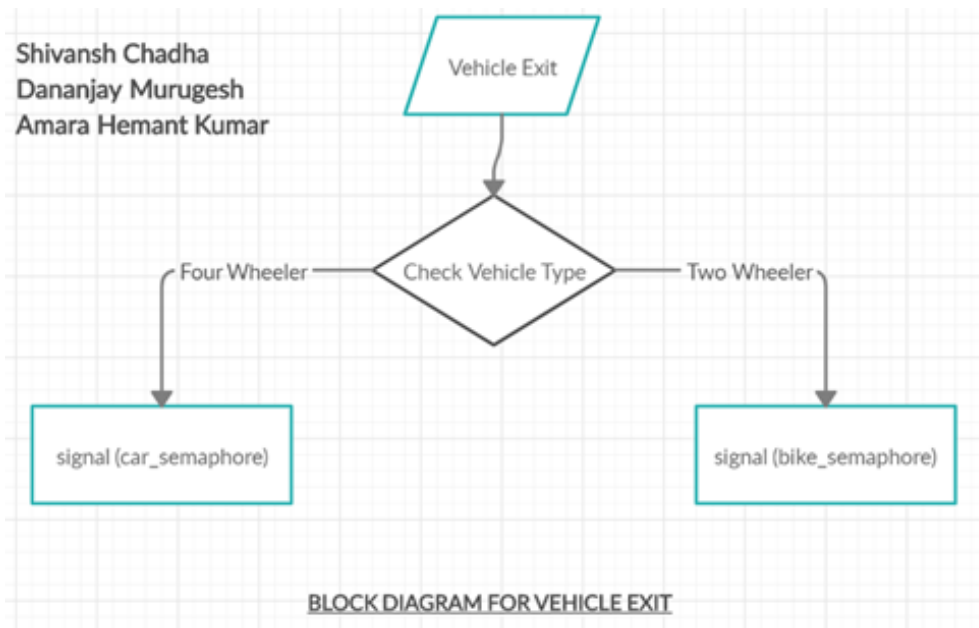 Shivansh Chadha
Dananjay Murugesh
Amara Hemant Kumar
Vehicle Exit
Check Vehicle Type
Four Wheeler
Two Wheeler
signal (car_semaphore)
signal (bike_semaphore)
BLOCK DIAGRAM FOR VEHICLE EXIT